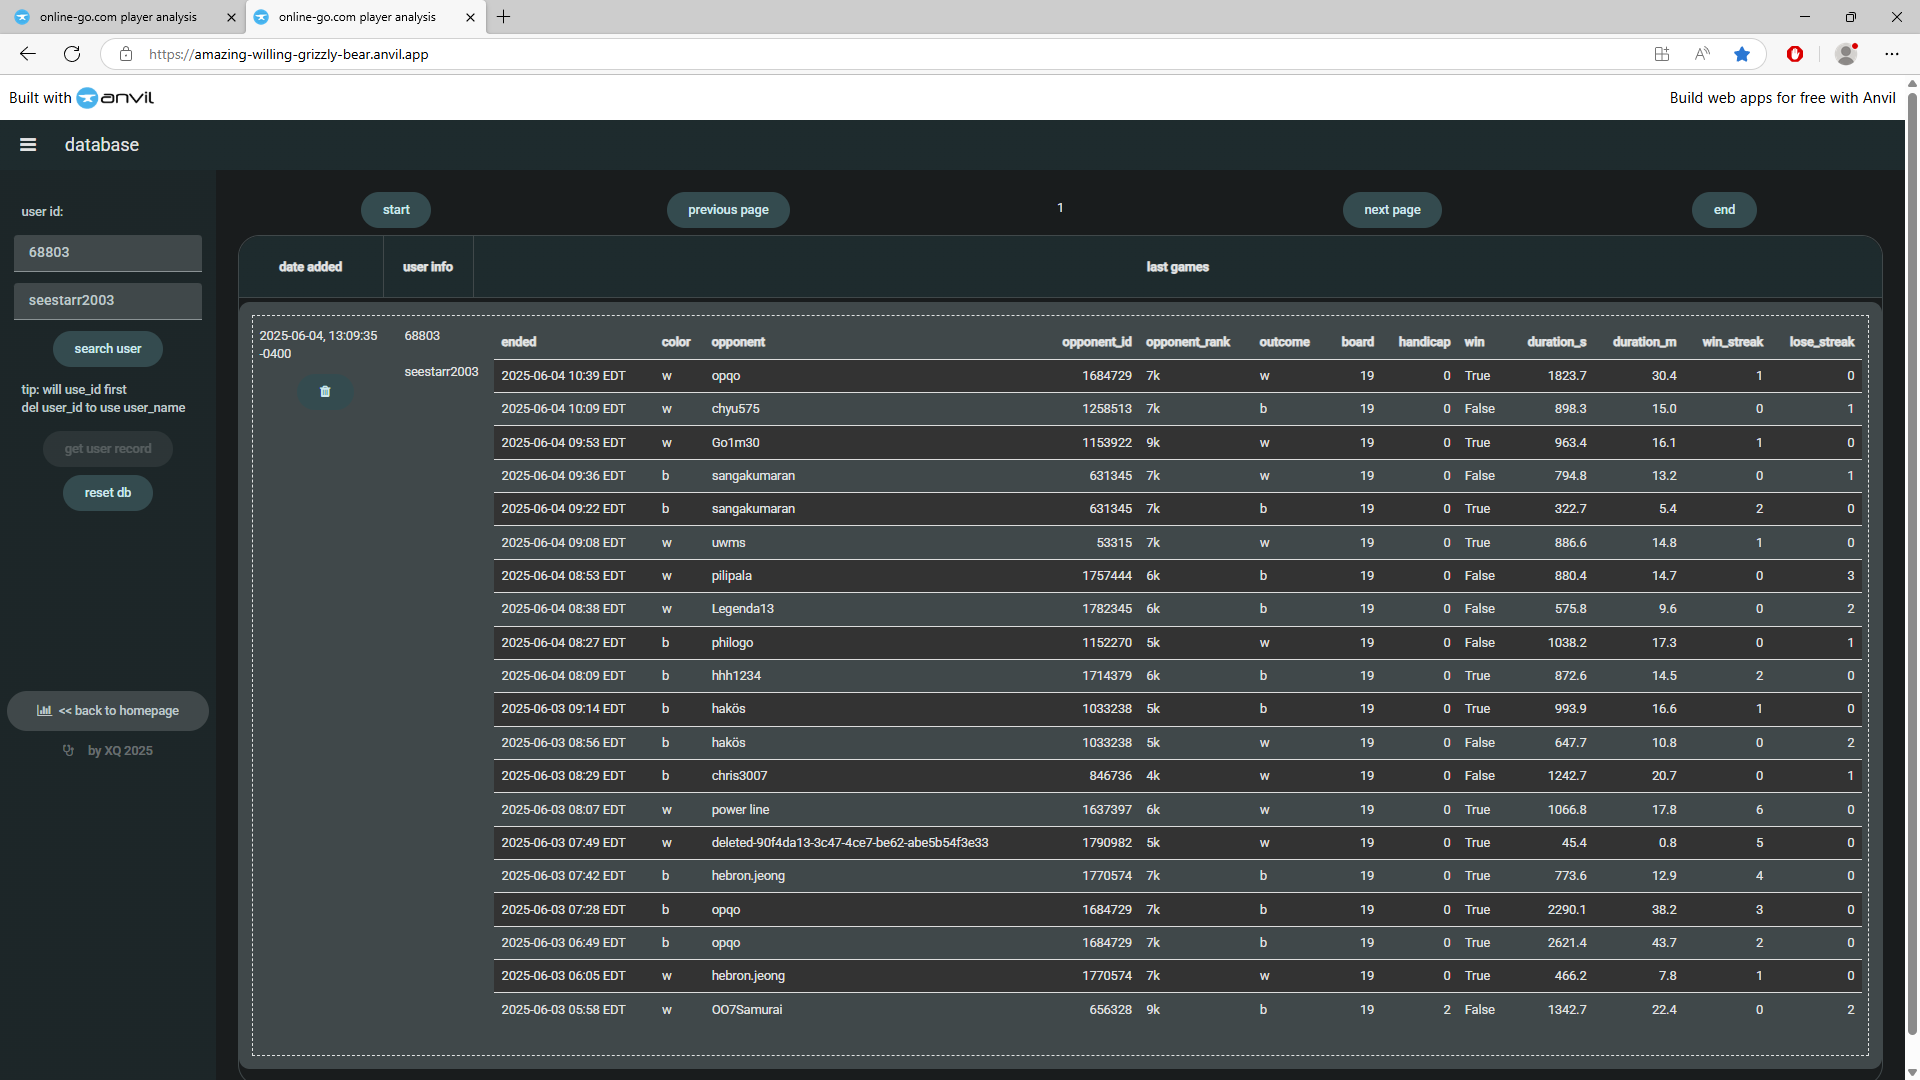 online-go.com player analysis
online-go.com player analysis
https://amazing-willing-grizzly-bear.anvil.app
Built with anvil
Build web apps for free with Anvil
database
user id:
68803
seestarr2003
search user
tip: will use_id first
del user_id to use user_name
get user record
reset db
<< back to homepage
by XQ 2025
start previous page 1 next page end
date added user info last games
2025-06-04, 13:09:35
-0400
68803
seestarr2003
ended color opponent opponent_id opponent_rank outcome board handicap win duration_s duration_m win_streak lose_streak
2025-06-04 10:39 EDT w opqo 1684729 7k w 19 0 True 1823.7 30.4 1 0
2025-06-04 10:09 EDT w chyu575 1258513 7k b 19 0 False 898.3 15.0 0 1
2025-06-04 09:53 EDT w Go1m30 1153922 9k w 19 0 True 963.4 16.1 1 0
2025-06-04 09:36 EDT b sangakumaran 631345 7k w 19 0 False 794.8 13.2 0 1
2025-06-04 09:22 EDT b sangakumaran 631345 7k b 19 0 True 322.7 5.4 2 0
2025-06-04 09:08 EDT w uwms 53315 7k w 19 0 True 886.6 14.8 1 0
2025-06-04 08:53 EDT w pilipala 1757444 6k b 19 0 False 880.4 14.7 0 3
2025-06-04 08:38 EDT w Legenda13 1782345 6k b 19 0 False 575.8 9.6 0 2
2025-06-04 08:27 EDT b philogo 1152270 5k w 19 0 False 1038.2 17.3 0 1
2025-06-04 08:09 EDT b hhh1234 1714379 6k b 19 0 True 872.6 14.5 2 0
2025-06-03 09:14 EDT b hakös 1033238 5k b 19 0 True 993.9 16.6 1 0
2025-06-03 08:56 EDT b hakös 1033238 5k w 19 0 False 647.7 10.8 0 2
2025-06-03 08:29 EDT b chris3007 846736 4k w 19 0 False 1242.7 20.7 0 1
2025-06-03 08:07 EDT w power line 1637397 6k w 19 0 True 1066.8 17.8 6 0
2025-06-03 07:49 EDT w deleted-90f4da13-3c47-4ce7-be62-abe5b54f3e33 1790982 5k w 19 0 True 45.4 0.8 5 0
2025-06-03 07:42 EDT b hebron.jeong 1770574 7k b 19 0 True 773.6 12.9 4 0
2025-06-03 07:28 EDT b opqo 1684729 7k b 19 0 True 2290.1 38.2 3 0
2025-06-03 06:49 EDT b opqo 1684729 7k b 19 0 True 2621.4 43.7 2 0
2025-06-03 06:05 EDT w hebron.jeong 1770574 7k w 19 0 True 466.2 7.8 1 0
2025-06-03 05:58 EDT w OO7Samurai 656328 9k b 19 2 False 1342.7 22.4 0 2